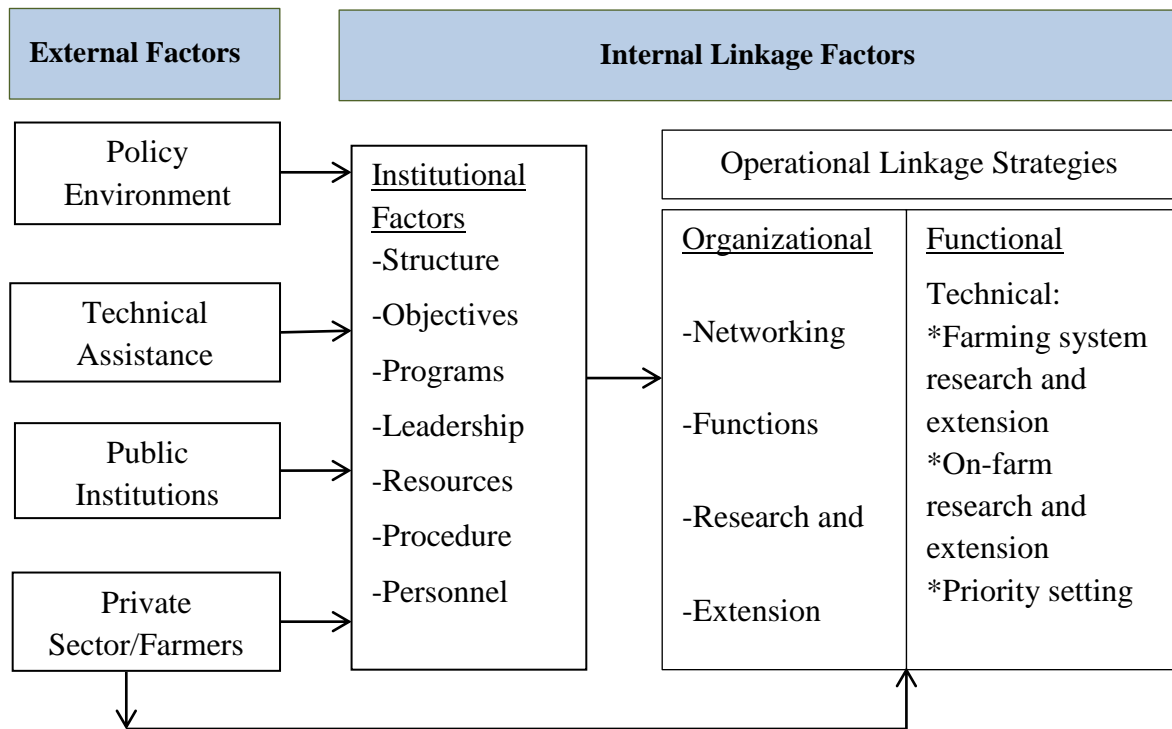 External Factors
Internal Linkage Factors
Policy
Environment
Technical
Assistance
Public
Institutions
Private
Sector/Farmers
Institutional
Factors
-Structure
-Objectives
-Programs
-Leadership
-Resources
-Procedure
-Personnel
Operational Linkage Strategies
Organizational
-Networking
-Functions
-Research and
-Extension
Functional
Technical:
*Farming system
research and
extension
*On-farm
research and
extension
*Priority setting